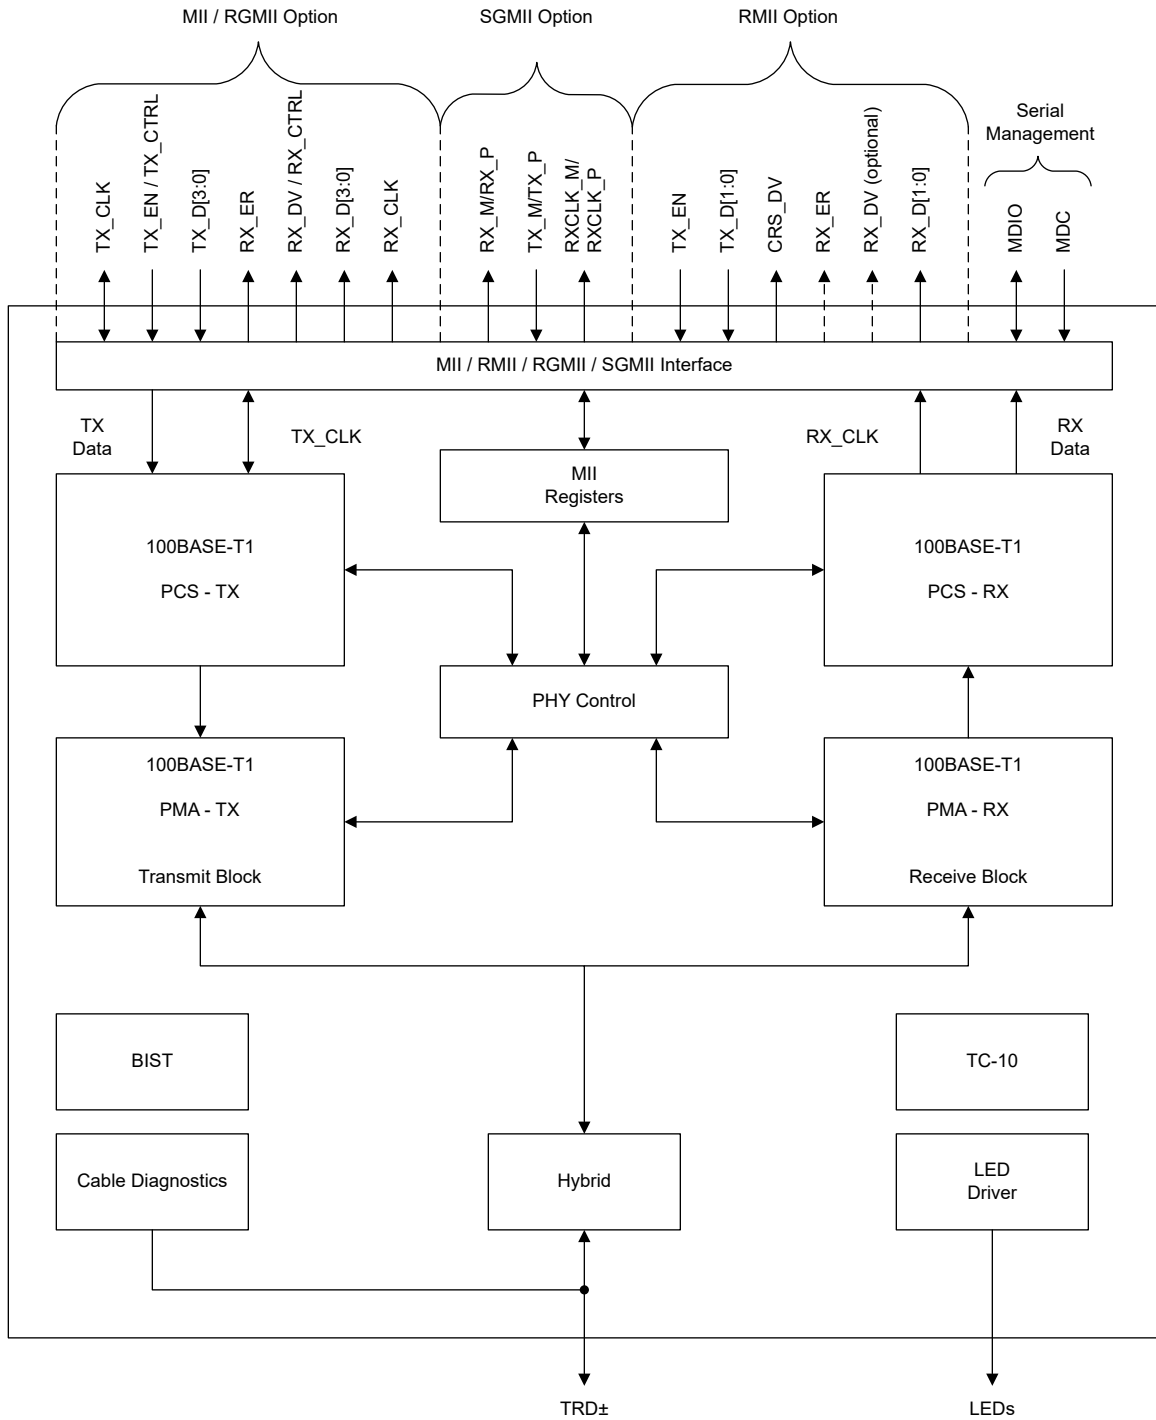 MII / RGMII Option
SGMII Option
RMII Option
Serial
Management
TX_CLK
TX_EN / TX_CTRL
TX_D[3:0]
RX_ER
RX_DV / RX_CTRL
RX_D[3:0]
RX_CLK
RX_M/RX_P
TX_M/TX_P
RXCLK_M/
RXCLK_P
TX_EN
TX_D[1:0]
CRS_DV
RX_ER
RX_DV (optional)
RX_D[1:0]
MDIO
MDC
MII / RMII / RGMII / SGMII Interface
TX
Data
TX_CLK
RX_CLK
RX
Data
MII
Registers
100BASE-T1
PCS - TX
100BASE-T1
PCS - RX
PHY Control
100BASE-T1
PMA - TX
Transmit Block
100BASE-T1
PMA - RX
Receive Block
BIST
TC-10
Cable Diagnostics
Hybrid
LED
Driver
TRD±
LEDs